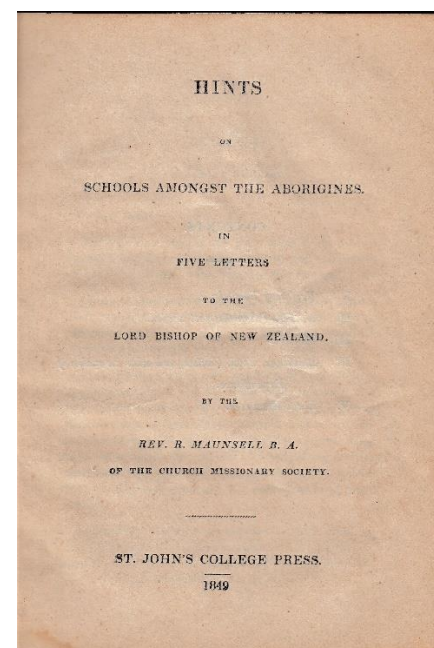 HINTS
ON
SCHOOLS AMONGST THE ABORIGINES.
IN
FIVE LETTERS
TO THE
LORD BISHOP OF NEW ZEALAND,
BY THE
REV. R. MAUNSELL B. A.
OF THE CHURCH MISSIONARY SOCIETY.
ST. JOHN'S COLLEGE PRESS.
1849